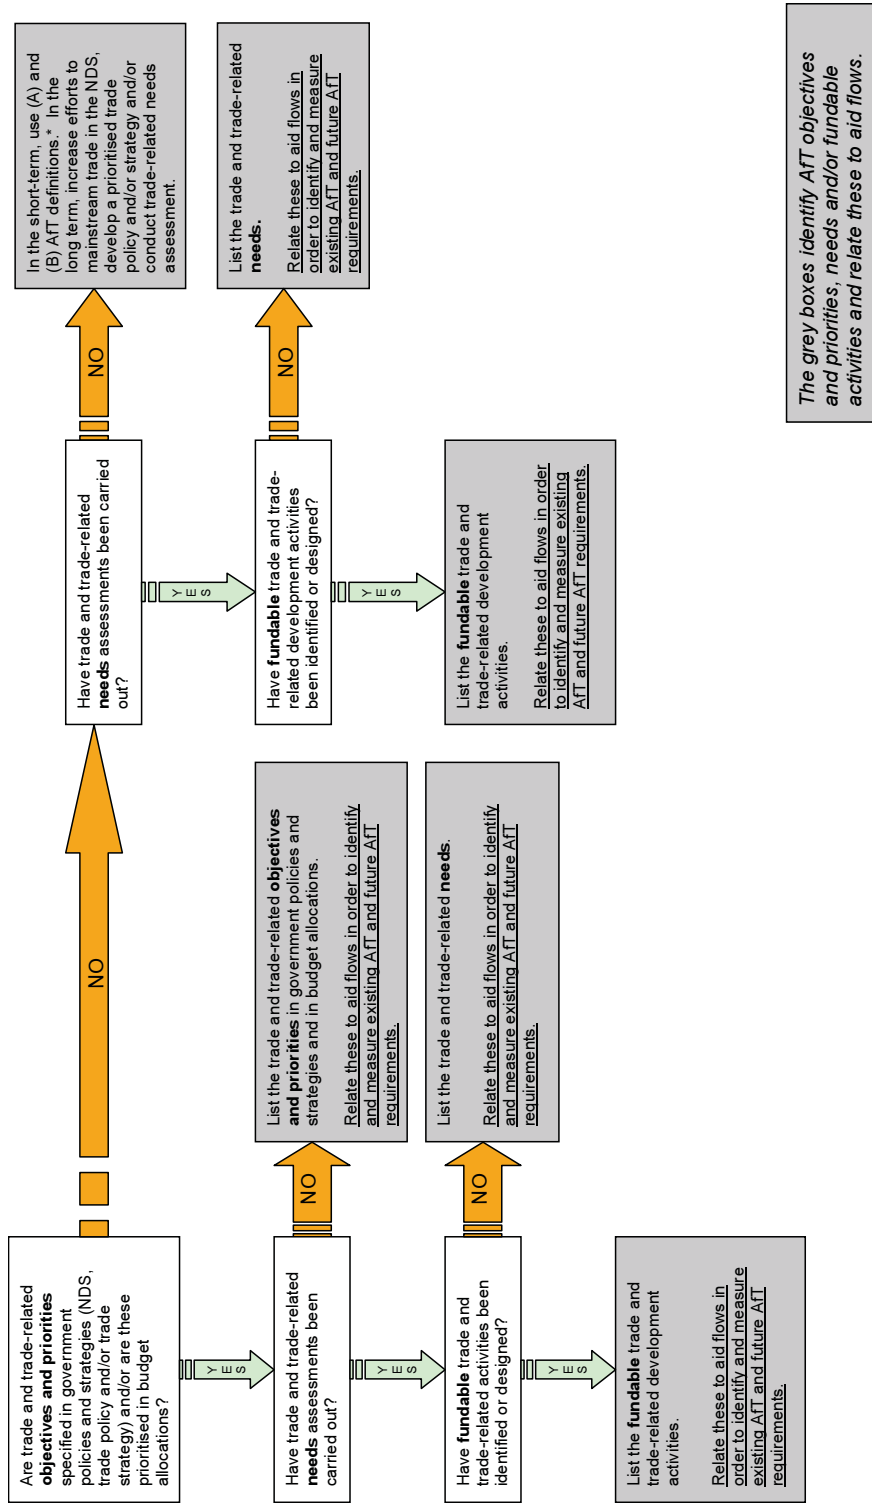 Are trade and trade-related
objectives and priorities
specified in government
policies and strategies (NDS,
trade policy and/or trade
strategy) and/or are these
prioritised in budget
allocations?
NO
Have trade and trade-related
needs assessments been carried
out?
NO
In the short-term, use (A) and
(B) AfT definitions.* In the
long term, increase efforts to
mainstream trade in the NDS,
develop a prioritised trade
policy and/or strategy and/or
conduct trade-related needs
assessment.
YES
YES
Have trade and trade-related
needs assessments been
carried out?
NO
List the trade and trade-related objectives
and priorities in government policies and
strategies and in budget allocations.
Relate these to aid flows in order to identify
and measure existing AfT and future AfT
requirements.
Have fundable trade and trade-
related development activities
been identified or designed?
NO
List the trade and trade-related
needs.
Relate these to aid flows in
order to identify and measure
existing AfT and future AfT
requirements.
YES
YES
Have fundable trade and
trade-related activities been
identified or designed?
NO
List the trade and trade-related needs.
Relate these to aid flows in order to identify
and measure existing AfT and future AfT
requirements.
List the fundable trade and
trade-related development
activities.
Relate these to aid flows in order
to identify and measure existing
AfT and future AfT requirements.
YES
List the fundable trade and
trade-related development
activities.
Relate these to aid flows in
order to identify and measure
existing AfT and future AfT
requirements.
The grey boxes identify AfT objectives
and priorities, needs and/or fundable
activities and relate these to aid flows.